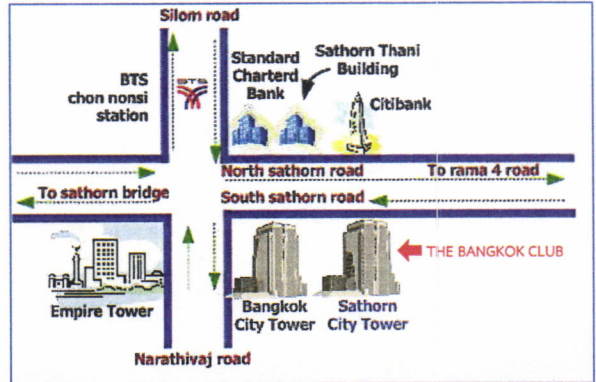 Silom road
BTS
chon nonsi
station
BTS
Standard
Charterd
Bank
Sathorn Thani
Building
Citibank
North sathorn road
To rama 4 road
To sathorn bridge
South sathorn road
THE BANGKOK CLUB
Empire Tower
Bangkok
City Tower
Sathorn
City Tower
Narathivaj road